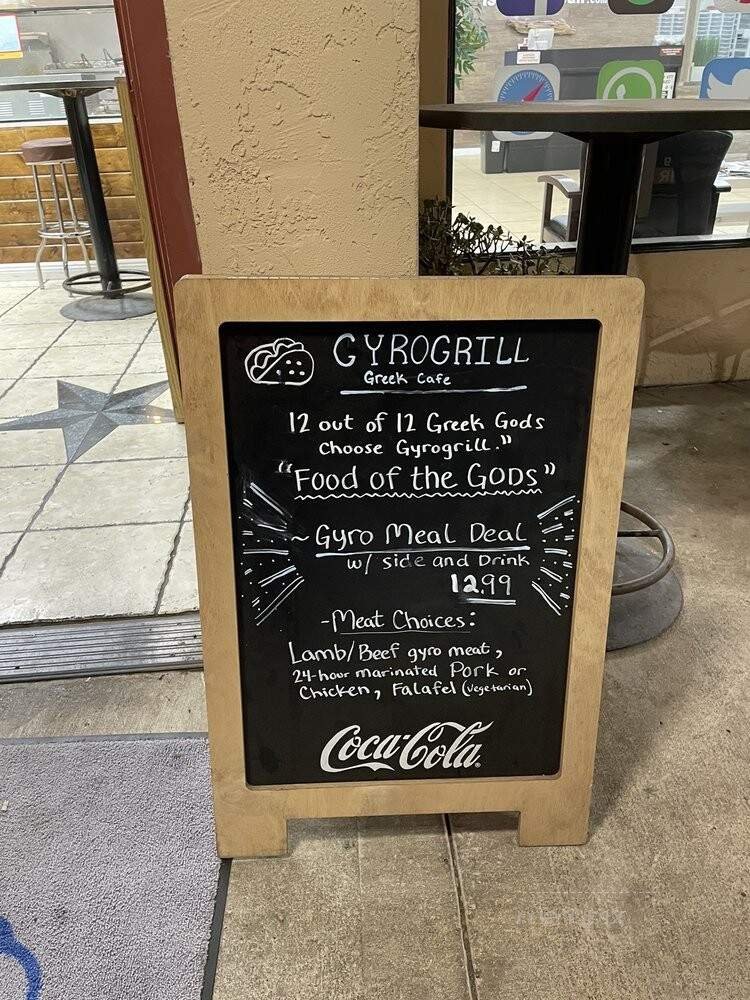 GYROGRILL
Greek Cafe
12 out of 12 Greek Gods
Choose Gyrogrill."
"Food of the GODS"
~ Gyro Meal Deal
w/ side and Drink
12.99
-Meat Choices:
Lamb/Beef gyro meat,
24-hour marinated Pork or
Chicken, Falafel (Vegetarian)
Coca-Cola